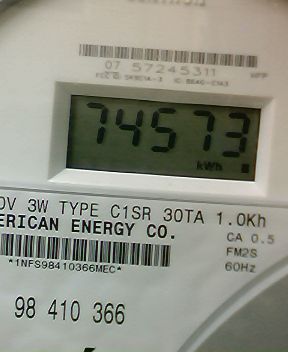 07 57245311
74573
kWh
0V 3W TYPE C1SR 30TA 1.0Kh
ERICAN ENERGY CO.
CA 0.5
FM2S
*1NFS98410366MEC*
60Hz
98 410 366